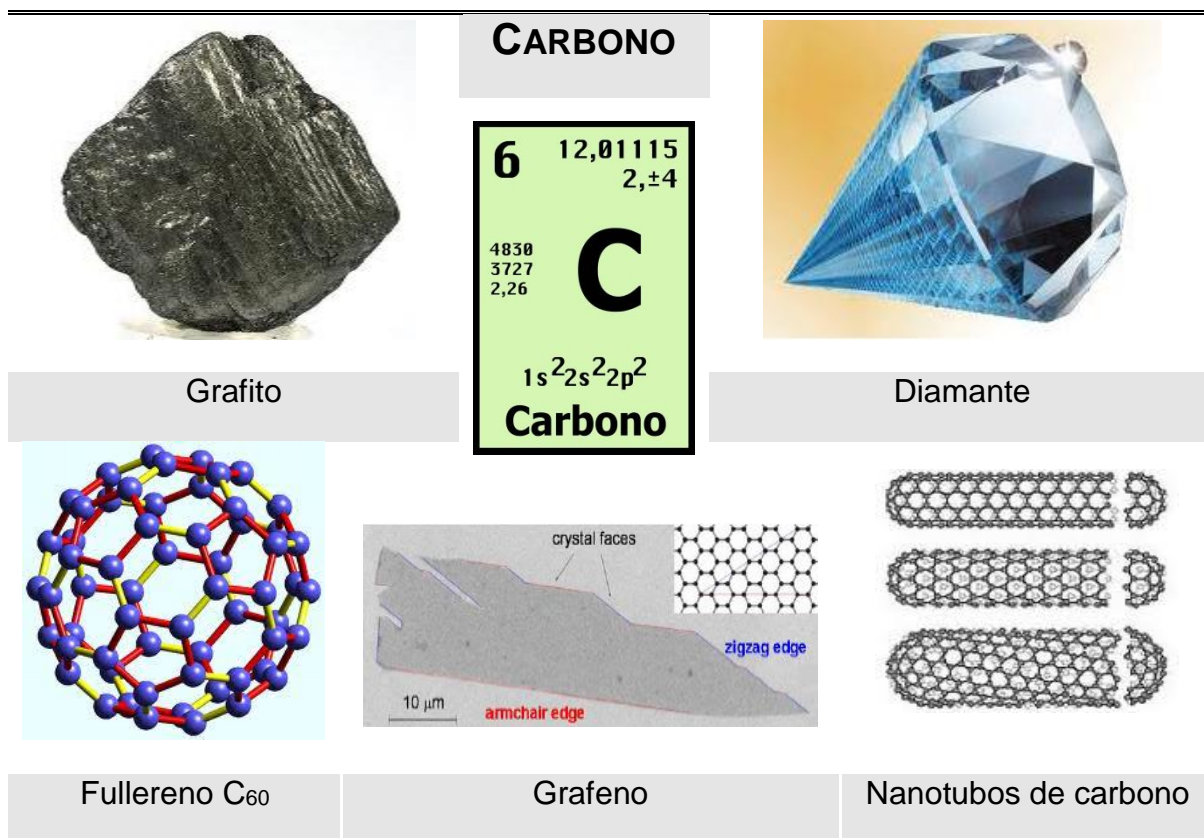 CARBONO
6
12,01115
2,±4
4830
3727
2,26
C
1s²2s²2p²
Carbono
Grafito
Diamante
crystal faces
zigzag edge
10 μm
armchair edge
Fullereno C₆₀
Grafeno
Nanotubos de carbono